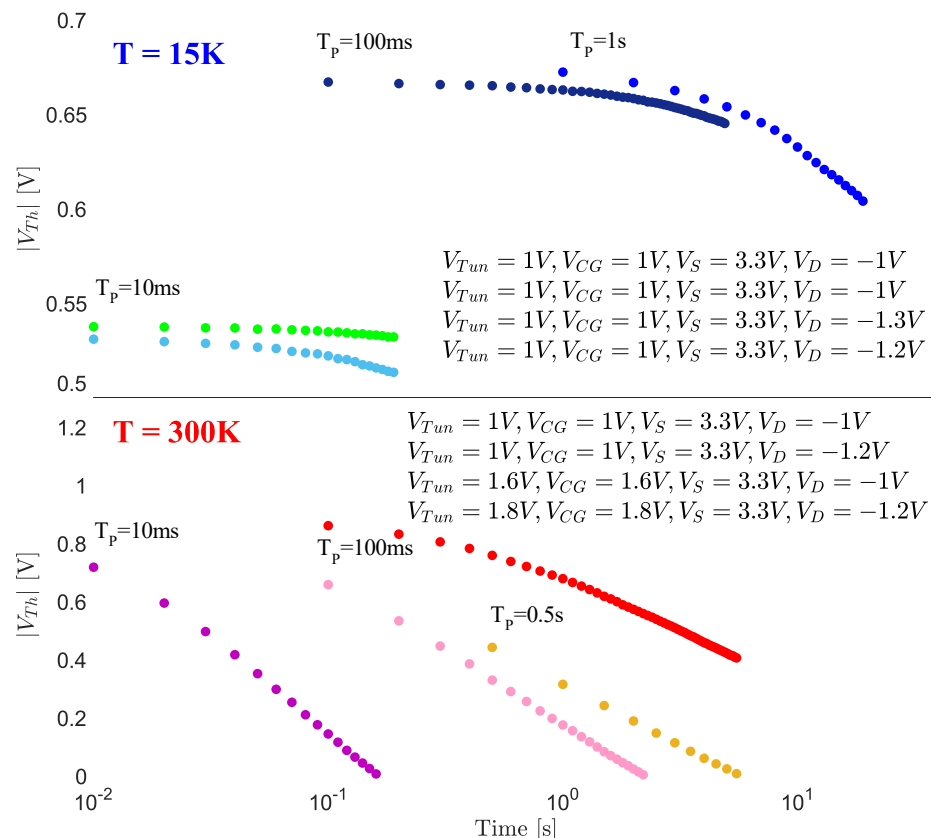 0.7
T = 15K
T_P=100ms
T_P=1s
0.65
|V_Th| [V]
0.6
V_Tun = 1V, V_CG = 1V, V_S = 3.3V, V_D = −1V
V_Tun = 1V, V_CG = 1V, V_S = 3.3V, V_D = −1V
V_Tun = 1V, V_CG = 1V, V_S = 3.3V, V_D = −1.3V
V_Tun = 1V, V_CG = 1V, V_S = 3.3V, V_D = −1.2V
T_P=10ms
0.55
0.5
T = 300K
V_Tun = 1V, V_CG = 1V, V_S = 3.3V, V_D = −1V
V_Tun = 1V, V_CG = 1V, V_S = 3.3V, V_D = −1.2V
V_Tun = 1.6V, V_CG = 1.6V, V_S = 3.3V, V_D = −1V
V_Tun = 1.8V, V_CG = 1.8V, V_S = 3.3V, V_D = −1.2V
1.2
1
0.8
T_P=10ms
T_P=100ms
|V_Th| [V]
0.6
T_P=0.5s
0.4
0.2
0
10^-2
10^-1
10^0
10^1
Time [s]